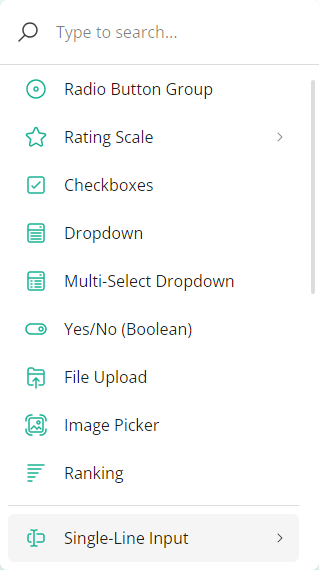 Type to search...
Radio Button Group
Rating Scale
Checkboxes
Dropdown
Multi-Select Dropdown
Yes/No (Boolean)
File Upload
Image Picker
Ranking
Single-Line Input